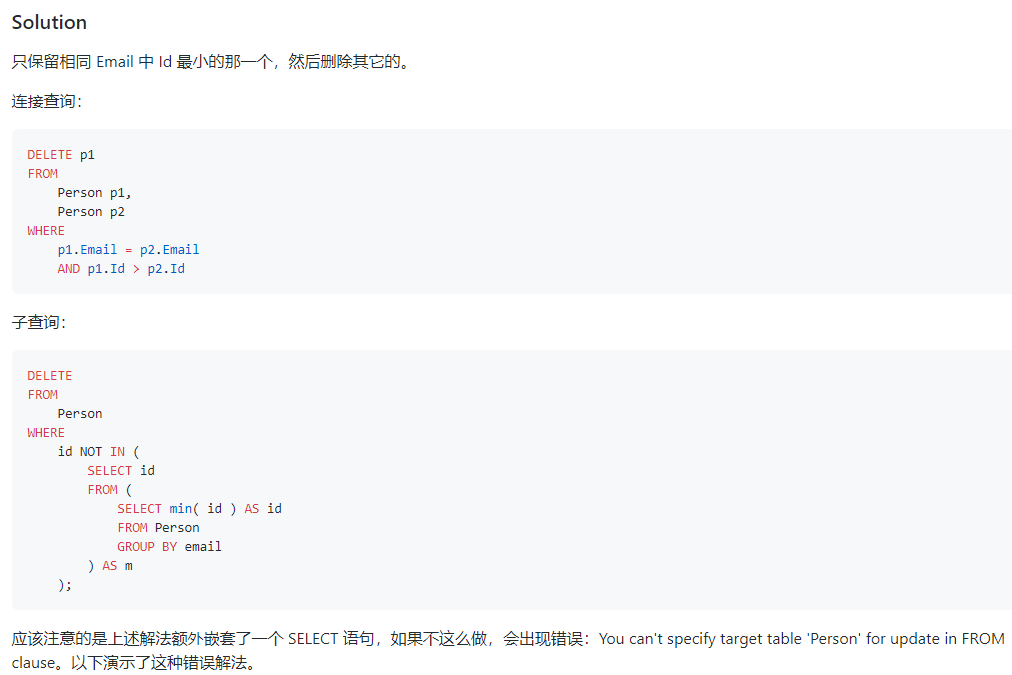 Solution
只保留相同 Email 中 Id 最小的那一个，然后删除其它的。
连接查询：
DELETE p1
FROM
    Person p1,
    Person p2
WHERE
    p1.Email = p2.Email
    AND p1.Id > p2.Id
子查询：
DELETE
FROM
    Person
WHERE
    id NOT IN (
        SELECT id
        FROM (
            SELECT min( id ) AS id
            FROM Person
            GROUP BY email
        ) AS m
    );
应该注意的是上述解法额外嵌套了一个 SELECT 语句，如果不这么做，会出现错误：You can't specify target table 'Person' for update in FROM
clause。以下演示了这种错误解法。